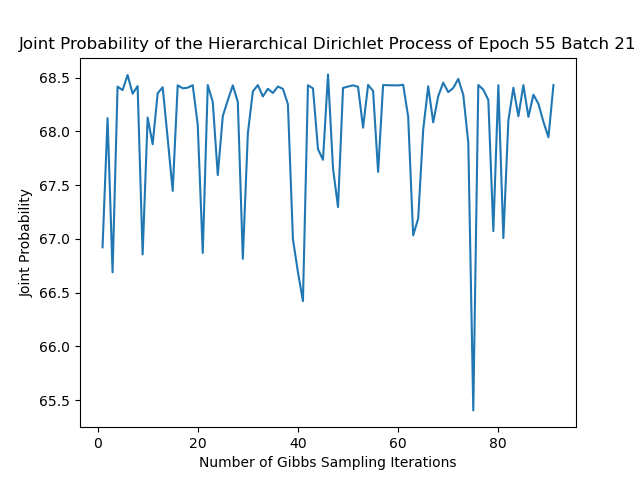 Joint Probability of the Hierarchical Dirichlet Process of Epoch 55 Batch 21
68.5
68.0
67.5
67.0
66.5
66.0
65.5
Joint Probability
0 20 40 60 80
Number of Gibbs Sampling Iterations